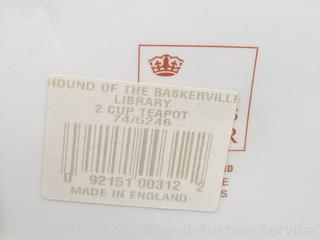 HOUND OF THE BASKERVILLE
LIBRARY
2 CUP TEAPOT
74/5246
0 92151 00312 2
MADE IN ENGLAND
Sound Auction Service